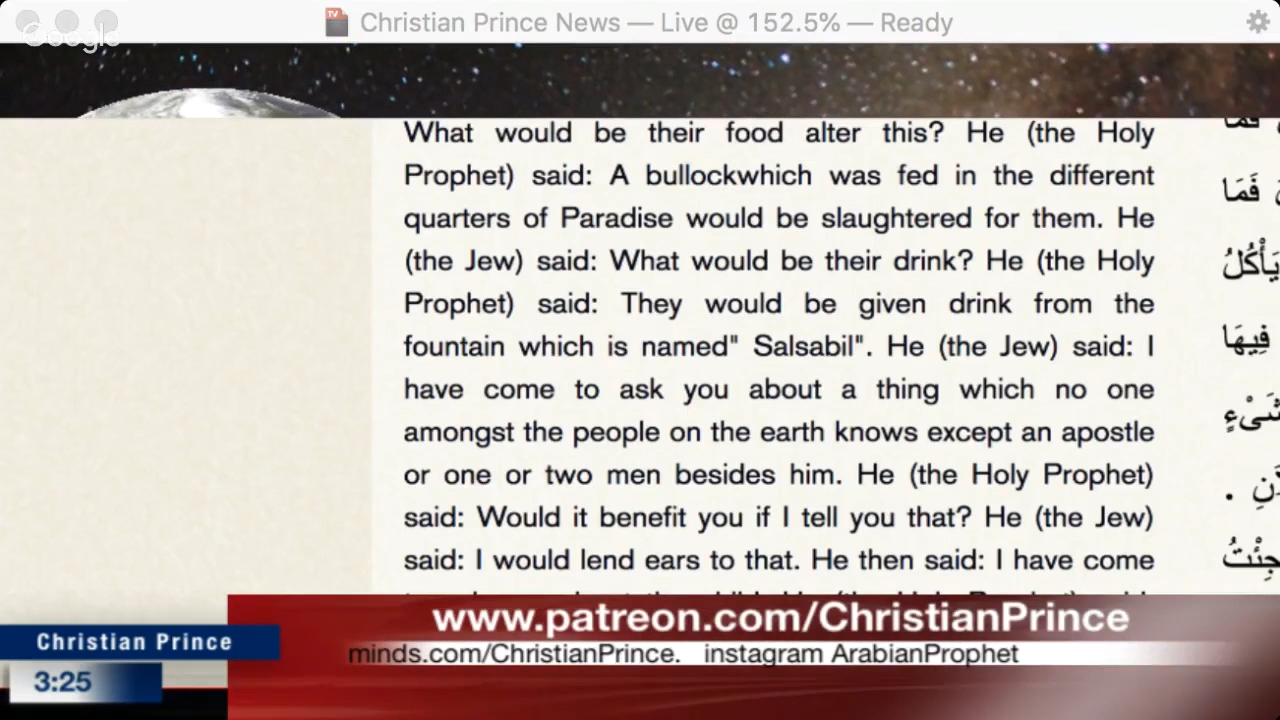 Google
Christian Prince News — Live @ 152.5% — Ready
TV
What would be their food alter this? He (the Holy
Prophet) said: A bullockwhich was fed in the different
quarters of Paradise would be slaughtered for them. He
(the Jew) said: What would be their drink? He (the Holy
Prophet) said: They would be given drink from the
fountain which is named" Salsabil". He (the Jew) said: I
have come to ask you about a thing which no one
amongst the people on the earth knows except an apostle
or one or two men besides him. He (the Holy Prophet)
said: Would it benefit you if I tell you that? He (the Jew)
said: I would lend ears to that. He then said: I have come
فَمَا
يَأْكُلُ
فِيهَا
شَىْءٍ
جِئْتُ
www.patreon.com/ChristianPrince
Christian Prince
minds.com/ChristianPrince. instagram ArabianProphet
3:25